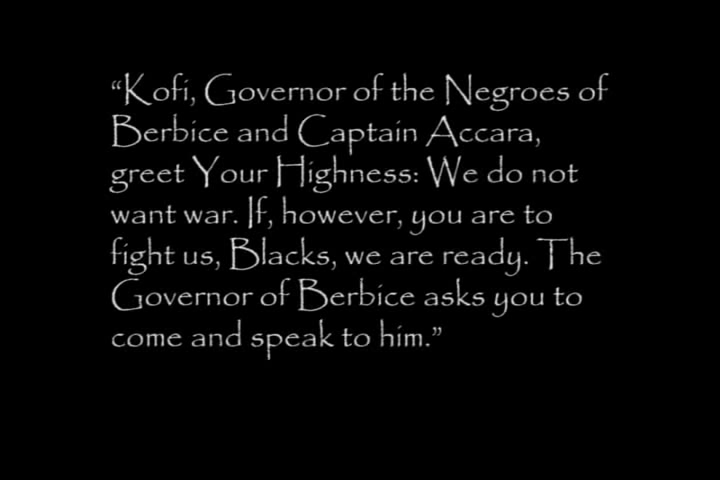 “Kofi, Governor of the Negroes of
Berbice and Captain Accara,
greet Your Highness: We do not
want war. If, however, you are to
fight us, Blacks, we are ready. The
Governor of Berbice asks you to
come and speak to him.”